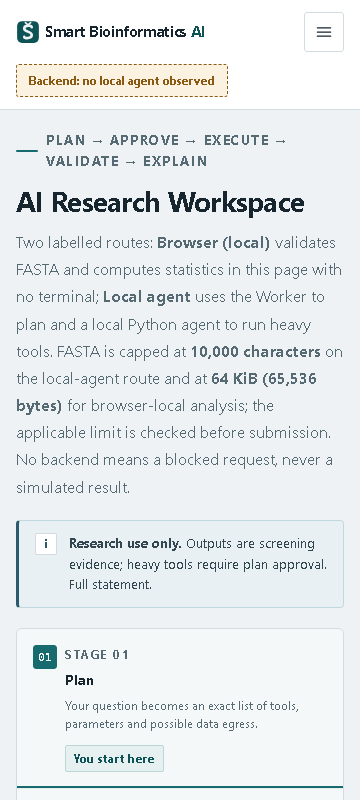 Š Smart Bioinformatics AI
Backend: no local agent observed
PLAN → APPROVE → EXECUTE →
VALIDATE → EXPLAIN
AI Research Workspace
Two labelled routes: Browser (local) validates
FASTA and computes statistics in this page with
no terminal; Local agent uses the Worker to
plan and a local Python agent to run heavy
tools. FASTA is capped at 10,000 characters on
the local-agent route and at 64 KiB (65,536
bytes) for browser-local analysis; the
applicable limit is checked before submission.
No backend means a blocked request, never a
simulated result.
i Research use only. Outputs are screening
evidence; heavy tools require plan approval.
Full statement.
01 STAGE 01
Plan
Your question becomes an exact list of tools,
parameters and possible data egress.
You start here